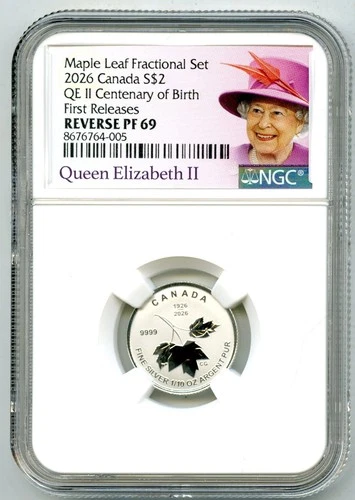 Maple Leaf Fractional Set
2026 Canada S$2
QE II Centenary of Birth
First Releases
REVERSE PF 69
8676764-005
Queen Elizabeth II
NGC®
CANADA
1926
2026
9999
CG
FINE SILVER 1/10 OZ ARGENT PUR